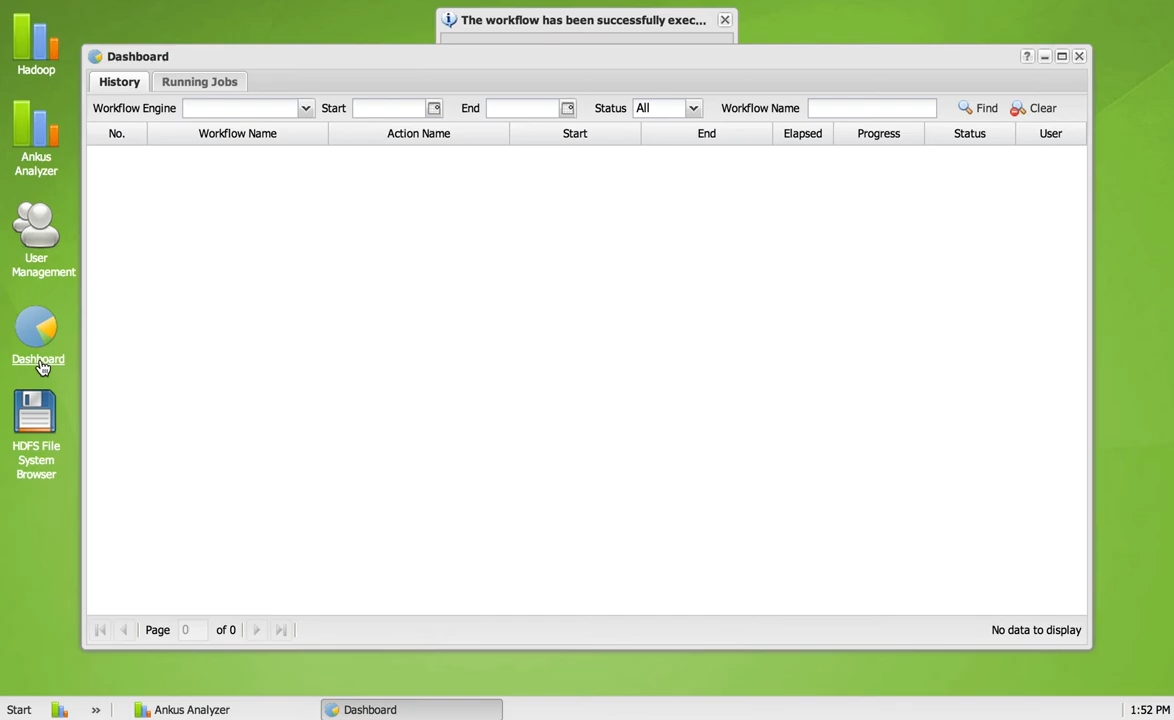 The workflow has been successfully exec...
Hadoop
Ankus
Analyzer
User
Management
Dashboard
HDFS File
System
Browser
Dashboard
?
History
Running Jobs
Workflow Engine
Start
End
Status
All
Workflow Name
Find
Clear
No.
Workflow Name
Action Name
Start
End
Elapsed
Progress
Status
User
Page
0
of 0
No data to display
Start
»
Ankus Analyzer
Dashboard
1:52 PM